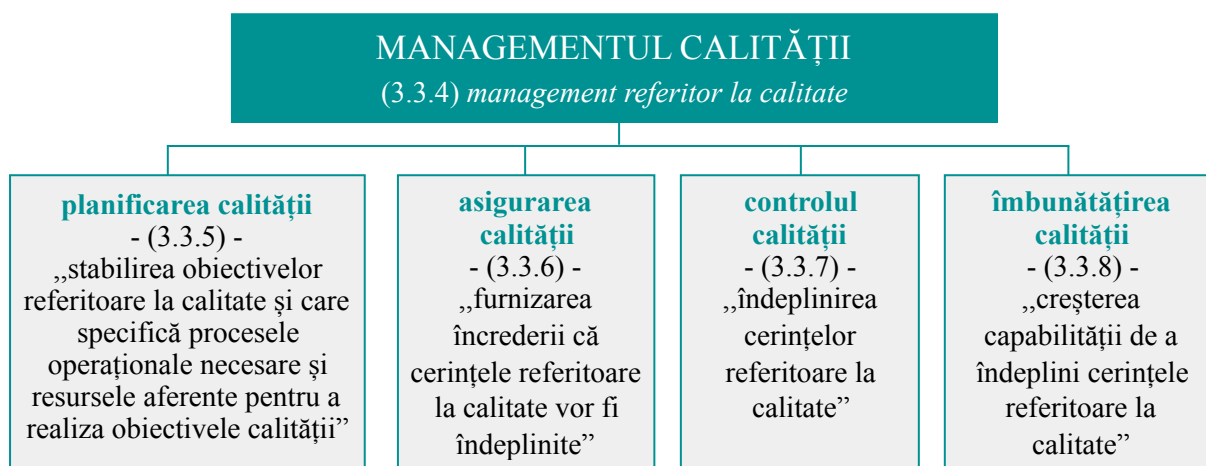 MANAGEMENTUL CALITĂȚII
(3.3.4) management referitor la calitate
planificarea calității
- (3.3.5) -
,,stabilirea obiectivelor
referitoare la calitate și care
specifică procesele
operaționale necesare și
resursele aferente pentru a
realiza obiectivele calității”
asigurarea
calității
- (3.3.6) -
,,furnizarea
încrederii că
cerințele referitoare
la calitate vor fi
îndeplinite”
controlul
calității
- (3.3.7) -
,,îndeplinirea
cerințelor
referitoare la
calitate”
îmbunătățirea
calității
- (3.3.8) -
,,creșterea
capabilității de a
îndeplini cerințele
referitoare la
calitate”